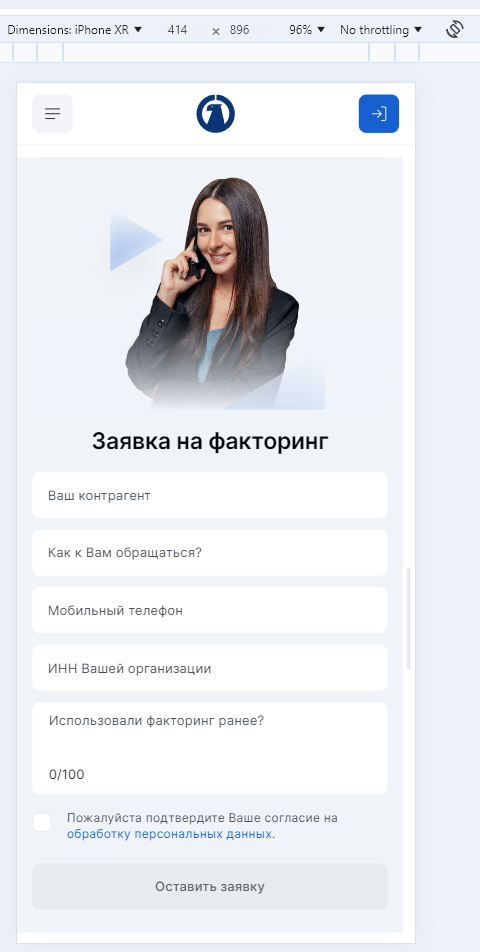 Dimensions: iPhone XR ▼ 414 × 896 96% ▼ No throttling ▼
Заявка на факторинг
Ваш контрагент
Как к Вам обращаться?
Мобильный телефон
ИНН Вашей организации
Использовали факторинг ранее?
0/100
Пожалуйста подтвердите Ваше согласие на
обработку персональных данных.
Оставить заявку